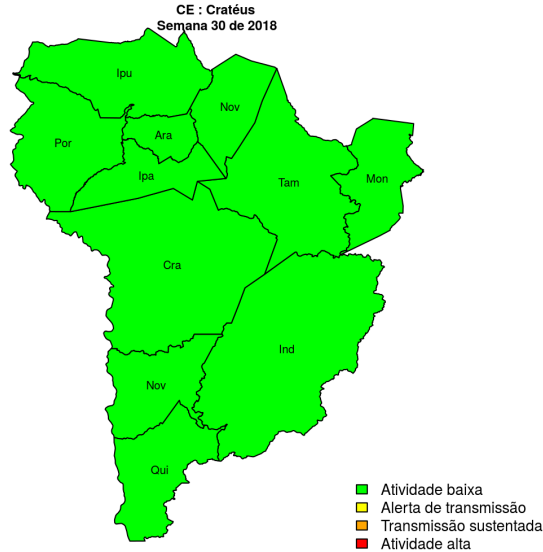 CE : Cratéus
Semana 30 de 2018
Ipu
Nov
Por
Ara
Ipa
Tam
Mon
Cra
Ind
Nov
Qui
Atividade baixa
Alerta de transmissão
Transmissão sustentada
Atividade alta